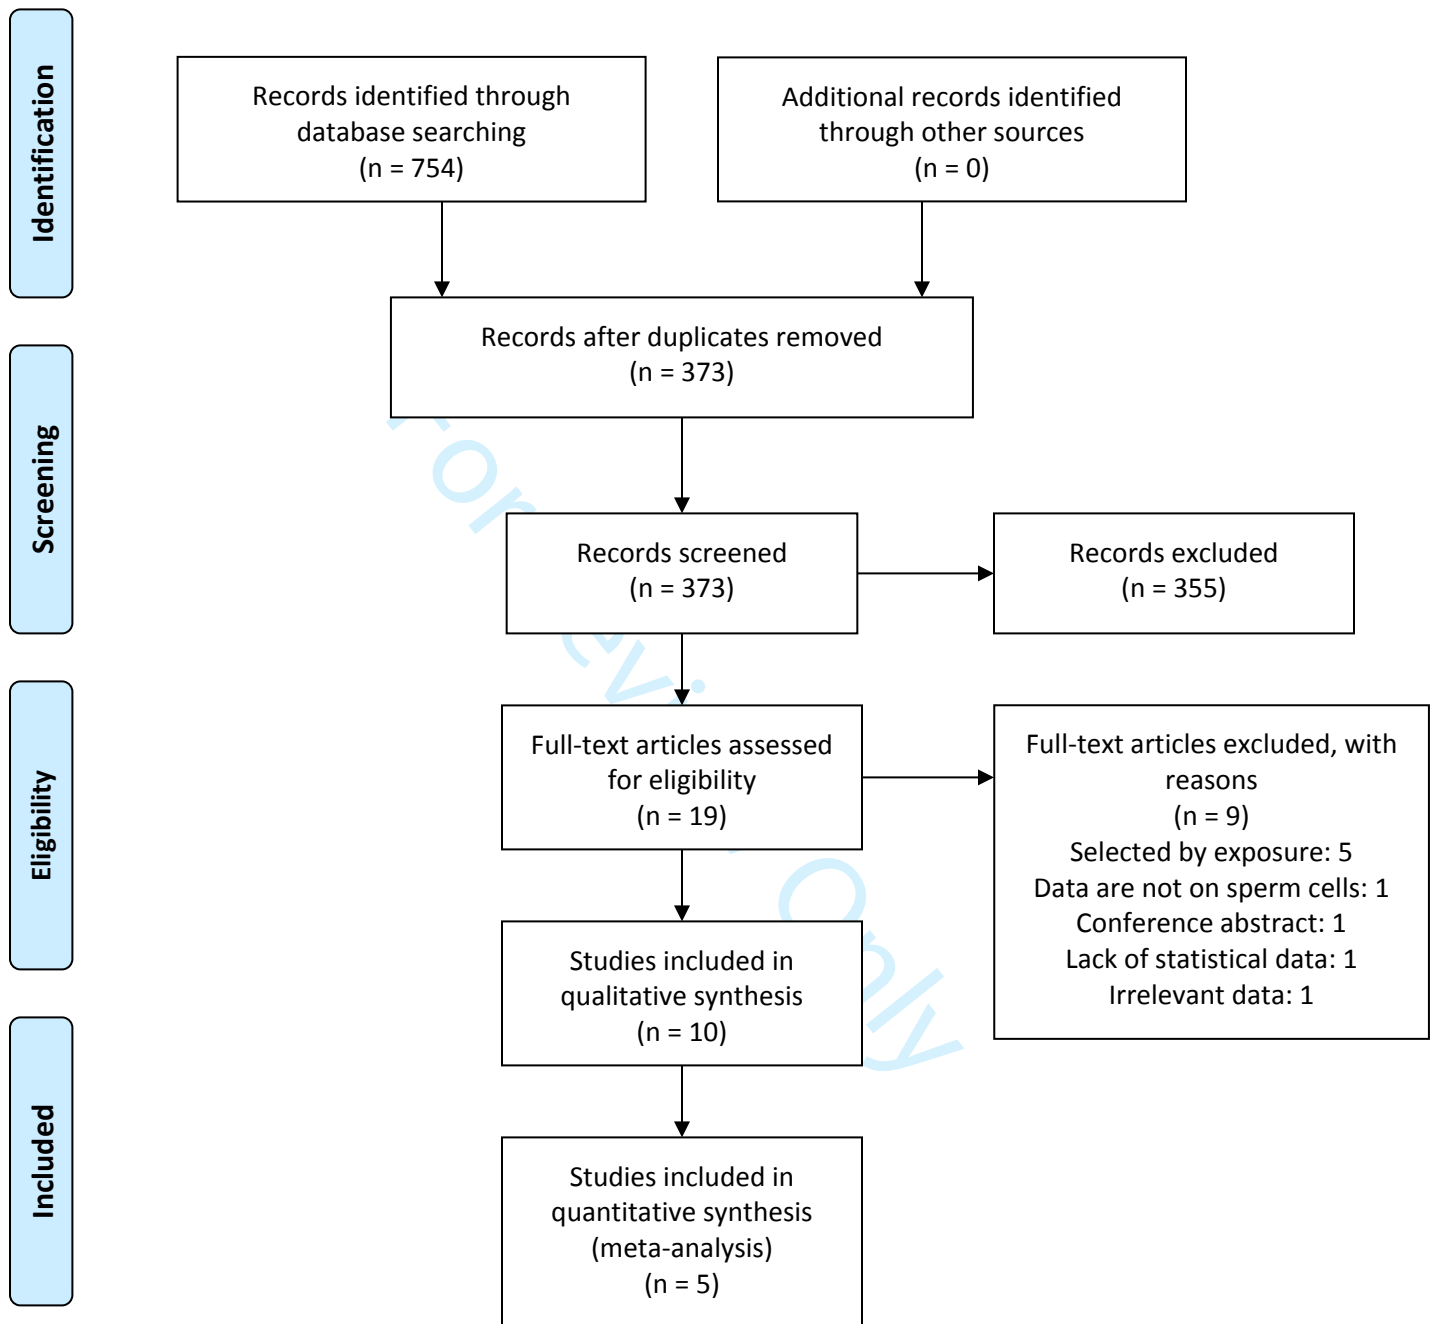 Identification
Records identified through
database searching
(n = 754)
Additional records identified
through other sources
(n = 0)
Records after duplicates removed
(n = 373)
Screening
Records screened
(n = 373)
Records excluded
(n = 355)
Eligibility
Full-text articles assessed
for eligibility
(n = 19)
Full-text articles excluded, with
reasons
(n = 9)
Selected by exposure: 5
Data are not on sperm cells: 1
Conference abstract: 1
Lack of statistical data: 1
Irrelevant data: 1
Studies included in
qualitative synthesis
(n = 10)
Included
Studies included in
quantitative synthesis
(meta-analysis)
(n = 5)
Only